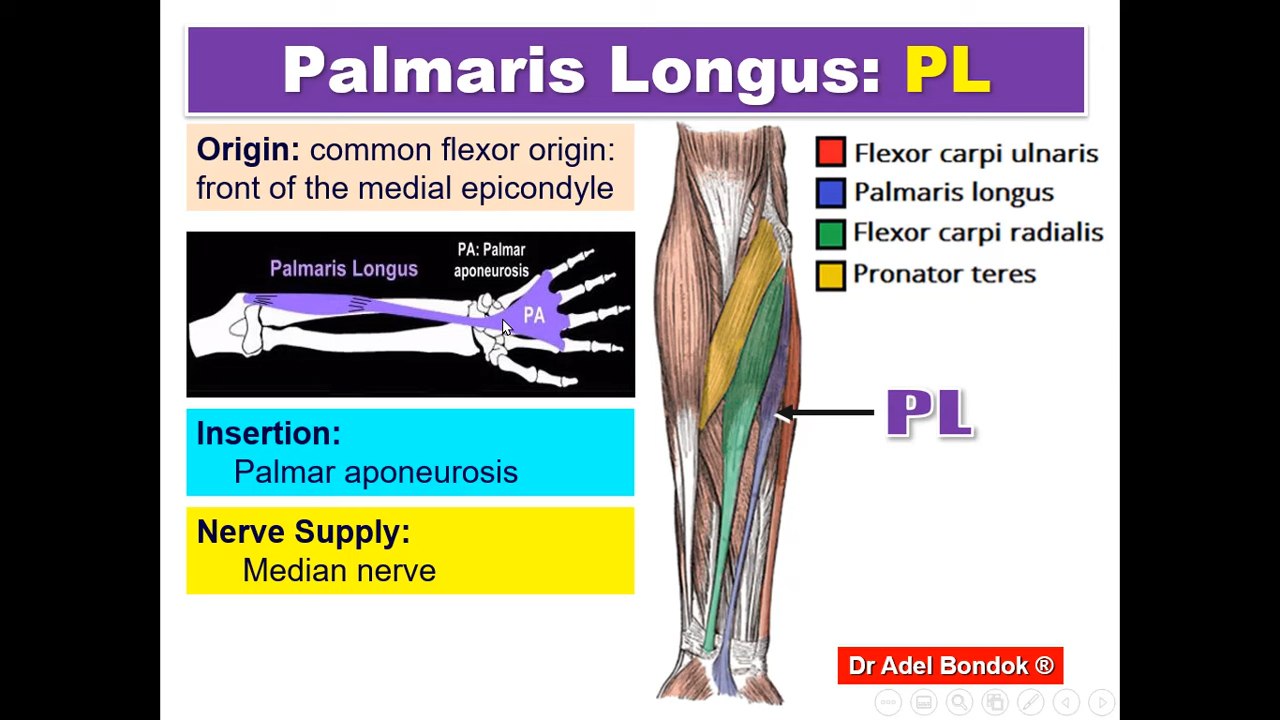 Palmaris Longus: PL
Origin: common flexor origin:
front of the medial epicondyle
Palmaris Longus
PA: Palmar
aponeurosis
PA
Insertion:
Palmar aponeurosis
Nerve Supply:
Median nerve
Flexor carpi ulnaris
Palmaris longus
Flexor carpi radialis
Pronator teres
PL
Dr Adel Bondok ®